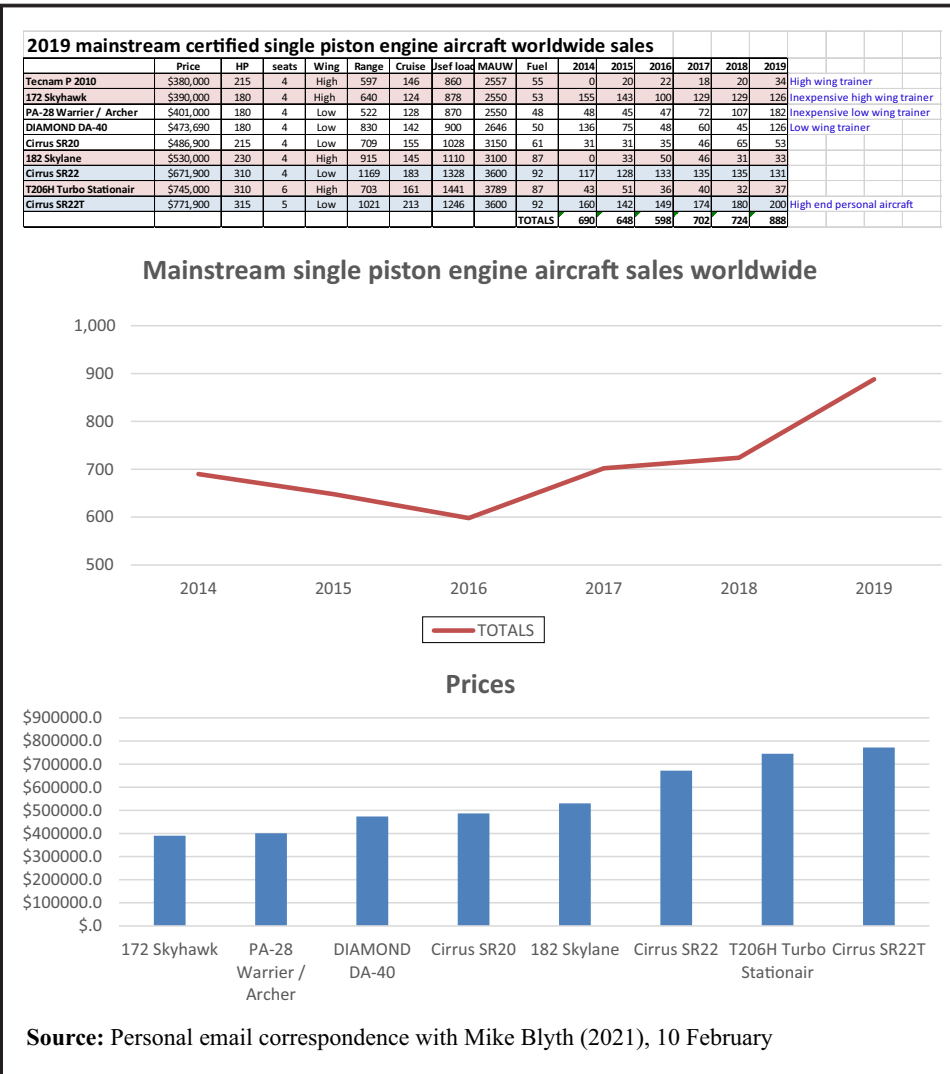 2019 mainstream certified single piston engine aircraft worldwide sales
Price HP seats Wing Range Cruise Jsef load MAUW Fuel 2014 2015 2016 2017 2018 2019
Tecnam P 2010 $380,000 215 4 High 597 146 860 2557 55 0 20 22 18 20 34 High wing trainer
172 Skyhawk $390,000 180 4 High 640 124 878 2550 53 155 143 100 129 129 126 Inexpensive high wing trainer
PA-28 Warrier / Archer $401,000 180 4 Low 522 128 870 2550 48 48 45 47 72 107 182 Inexpensive low wing trainer
DIAMOND DA-40 $473,690 180 4 Low 830 142 900 2646 50 136 75 48 60 45 126 Low wing trainer
Cirrus SR20 $486,900 215 4 Low 709 155 1028 3150 61 31 31 35 46 65 53
182 Skylane $530,000 230 4 High 915 145 1110 3100 87 0 33 50 46 31 33
Cirrus SR22 $671,900 310 4 Low 1169 183 1328 3600 92 117 128 133 135 135 131
T206H Turbo Stationair $745,000 310 6 High 703 161 1441 3789 87 43 51 36 40 32 37
Cirrus SR22T $771,900 315 5 Low 1021 213 1246 3600 92 160 142 149 174 180 200 High end personal aircraft
TOTALS 690 648 598 702 724 888
Mainstream single piston engine aircraft sales worldwide
1,000
900
800
700
600
500
2014 2015 2016 2017 2018 2019
TOTALS
Prices
$900000.0
$800000.0
$700000.0
$600000.0
$500000.0
$400000.0
$300000.0
$200000.0
$100000.0
$.0
172 Skyhawk PA-28 DIAMOND Cirrus SR20 182 Skylane Cirrus SR22 T206H Turbo Cirrus SR22T
Warrier / DA-40 Stationair
Archer
Source: Personal email correspondence with Mike Blyth (2021), 10 February